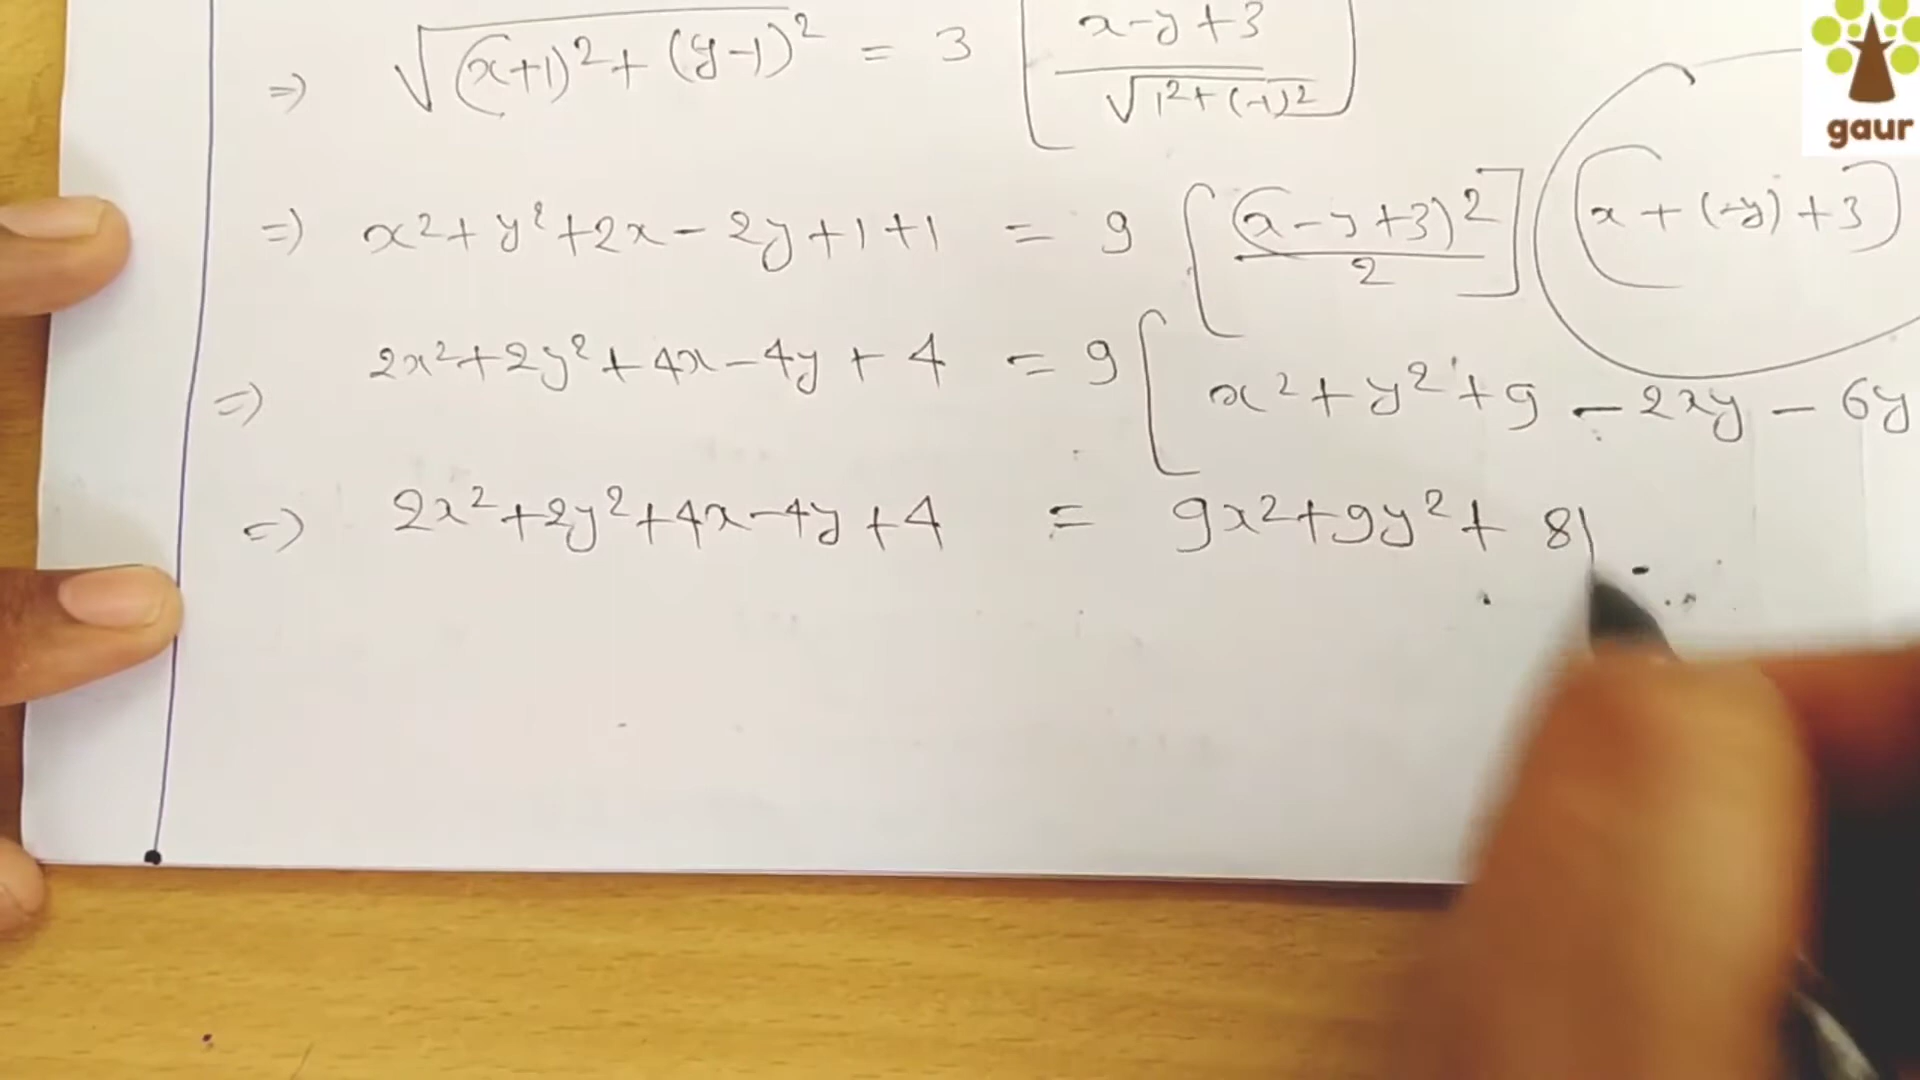 ⇒ √(x+1)²+(y-1)² = 3 [x-y+3 / √1²+(-1)²]
gaur
⇒ x²+y²+2x-2y+1+1 = 9 [(x-y+3)² / 2] [x+(-y)+3]
⇒ 2x²+2y²+4x-4y+4 = 9 [x²+y²+9-2xy-6y
⇒ 2x²+2y²+4x-4y+4 = 9x²+9y²+81